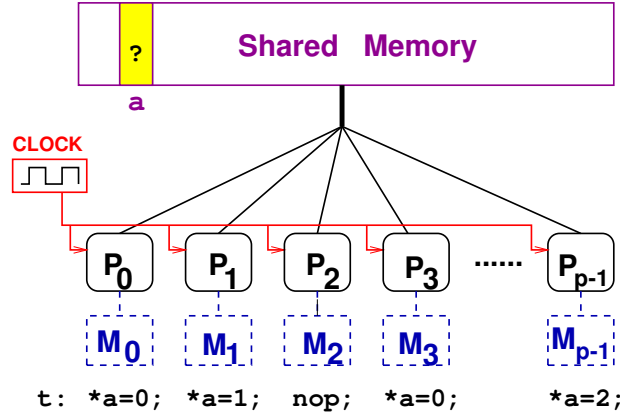 ? Shared Memory
a
CLOCK
P0 P1 P2 P3 ...... Pp-1
M0 M1 M2 M3 Mp-1
t: *a=0; *a=1; nop; *a=0; *a=2;